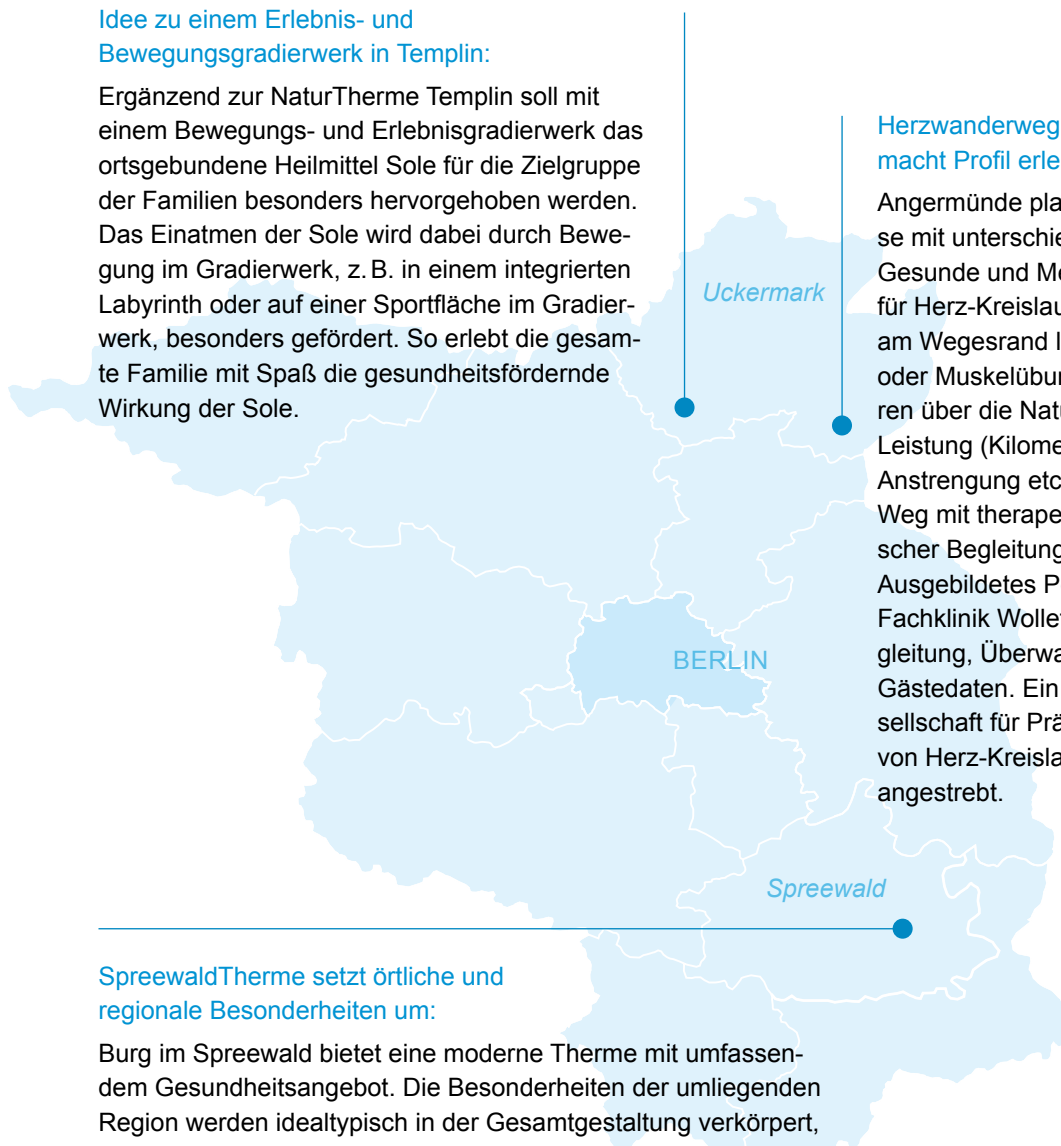 Idee zu einem Erlebnis- und
Bewegungsgradierwerk in Templin:
Ergänzend zur NaturTherme Templin soll mit
einem Bewegungs- und Erlebnisgradierwerk das
ortsgebundene Heilmittel Sole für die Zielgruppe
der Familien besonders hervorgehoben werden.
Das Einatmen der Sole wird dabei durch Bewe-
gung im Gradierwerk, z. B. in einem integrierten
Labyrinth oder auf einer Sportfläche im Gradier-
werk, besonders gefördert. So erlebt die gesam-
te Familie mit Spaß die gesundheitsfördernde
Wirkung der Sole.
Uckermark
Herzwanderweg
macht Profil erle
Angermünde pla
se mit unterschie
Gesunde und Me
für Herz-Kreislau
am Wegesrand l
oder Muskelübun
ren über die Natu
Leistung (Kilome
Anstrengung etc
Weg mit therape
scher Begleitung
Ausgebildetes P
Fachklinik Wolle
gleitung, Überwa
Gästedaten. Ein
sellschaft für Prä
von Herz-Kreisla
angestrebt.
BERLIN
Spreewald
SpreewaldTherme setzt örtliche und
regionale Besonderheiten um:
Burg im Spreewald bietet eine moderne Therme mit umfassen-
dem Gesundheitsangebot. Die Besonderheiten der umliegenden
Region werden idealtypisch in der Gesamtgestaltung verkörpert,